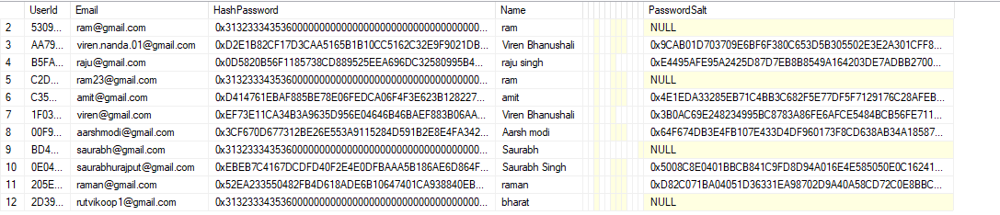 UserId Email HashPassword Name PasswordSalt
2 5309... ram@gmail.com 0x3132333435360000000000000000000000000000000000... ram NULL
3 AA79... viren.nanda.01@gmail.com 0xD2E1B82CF17D3CAA5165B1B10CC5162C32E9F9021DB... Viren Bhanushali 0x9CAB01D703709E6BF6F380C653D5B305502E3E2A301CFF8...
4 B5FA... raju@gmail.com 0x0D5820B56F1185738CD889525EEA696DC32580995B4... raju singh 0xE4495AFE95A2425D87D7EB8B8549A164203DE7ADBB2700...
5 C2D... ram23@gmail.com 0x3132333435360000000000000000000000000000000000... ram NULL
6 C35... amit@gmail.com 0xD414761EBAF885BE78E06FEDCA06F4F3E623B128227... amit 0x4E1EDA33285EB71C4BB3C682F5E77DF5F7129176C28AFEB...
7 1F03... viren@gmail.com 0xEF73E11CA34B3A9635D956E04646B46BAEF883B06AA... Viren Bhanushali 0x3B0AC69E248234995BC8783A86FE6AFCE5484BCB56FE711...
8 00F9... aarshmodi@gmail.com 0x3CF670D677312BE26E553A9115284D591B2E8E4FA342... Aarsh modi 0x64F674DB3E4FB107E433D4DF960173F8CD638AB34A18587...
9 BD4... saurabh@gmail.com 0x3132333435360000000000000000000000000000000000... Saurabh NULL
10 0E04... saurabhurajput@gmail.com 0xEBEB7C4167DCDFD40F2E4E0DFBAAA5B186AE6D864F... Saurabh Singh 0x5008C8E0401BBCB841C9FD8D94A016E4E585050E0C16241...
11 205E... raman@gmail.com 0x52EA233550482FB4D618ADE6B10647401CA938840EB... raman 0xD82C071BA04051D36331EA98702D9A40A58CD72C0E8BBC...
12 2D39... rutvikoop1@gmail.com 0x3132333435360000000000000000000000000000000000... bharat NULL